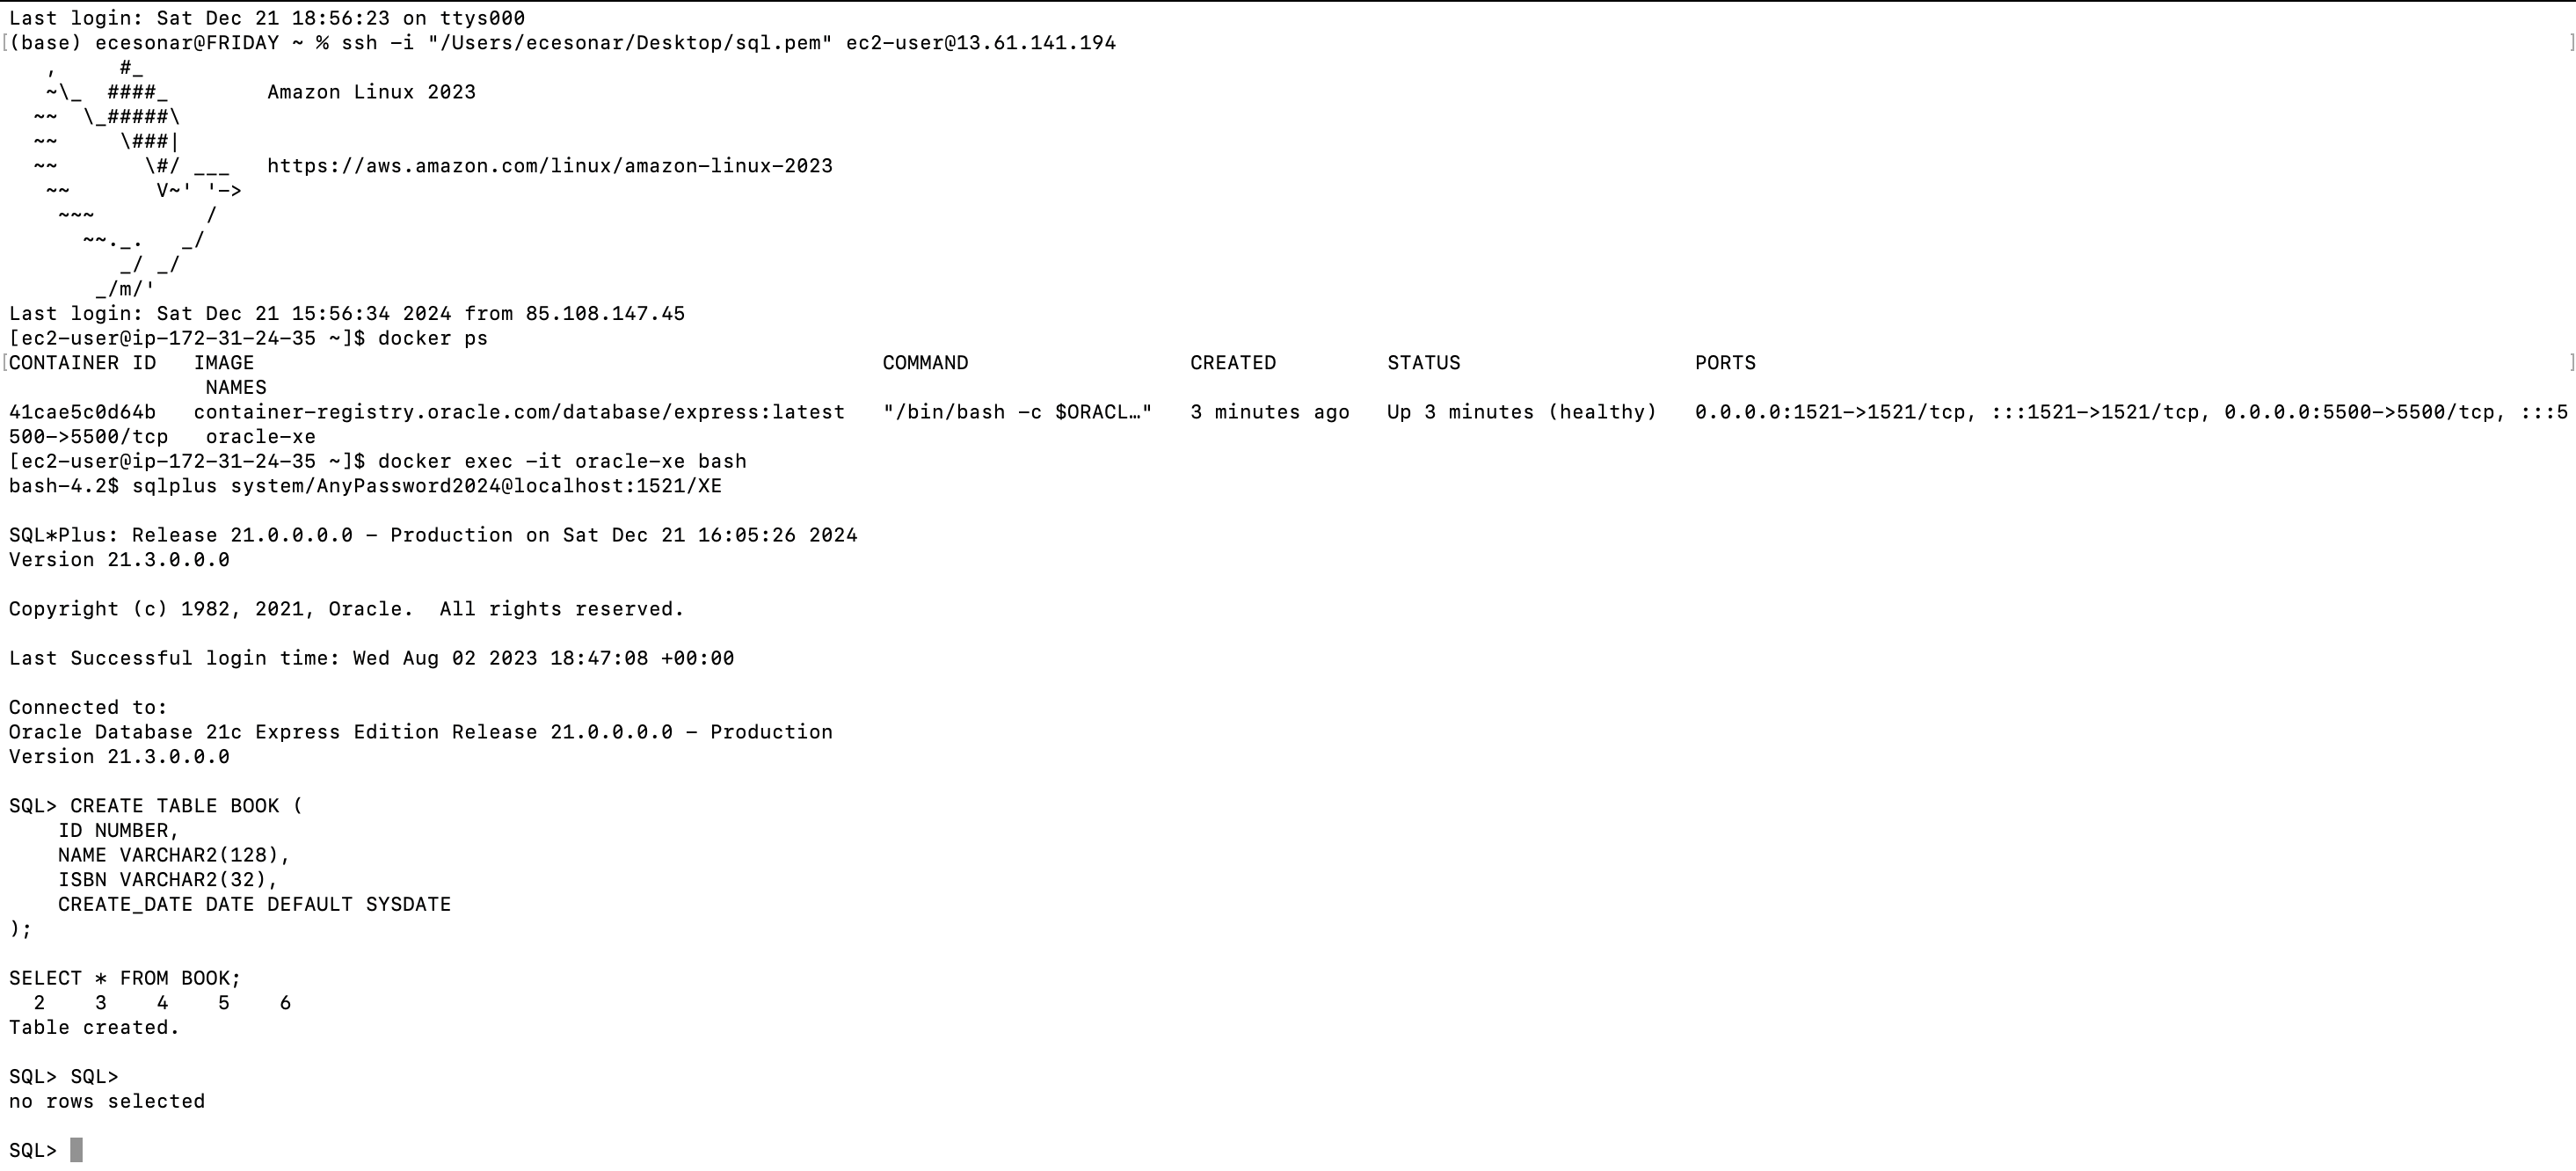 Last login: Sat Dec 21 18:56:23 on ttys000
[(base) ecesonar@FRIDAY ~ % ssh -i "/Users/ecesonar/Desktop/sql.pem" ec2-user@13.61.141.194 ]
   ,     #_
   ~\_  ####_        Amazon Linux 2023
  ~~  \_#####\
  ~~     \###|
  ~~       \#/ ___   https://aws.amazon.com/linux/amazon-linux-2023
   ~~       V~' '->
    ~~~         /
      ~~._.   _/
         _/ _/
       _/m/'
Last login: Sat Dec 21 15:56:34 2024 from 85.108.147.45
[ec2-user@ip-172-31-24-35 ~]$ docker ps
[CONTAINER ID   IMAGE                                                   COMMAND                  CREATED         STATUS                   PORTS ]
                NAMES
41cae5c0d64b   container-registry.oracle.com/database/express:latest   "/bin/bash -c $ORACL…"   3 minutes ago   Up 3 minutes (healthy)   0.0.0.0:1521->1521/tcp, :::1521->1521/tcp, 0.0.0.0:5500->5500/tcp, :::5
500->5500/tcp   oracle-xe
[ec2-user@ip-172-31-24-35 ~]$ docker exec -it oracle-xe bash
bash-4.2$ sqlplus system/AnyPassword2024@localhost:1521/XE

SQL*Plus: Release 21.0.0.0.0 - Production on Sat Dec 21 16:05:26 2024
Version 21.3.0.0.0

Copyright (c) 1982, 2021, Oracle.  All rights reserved.

Last Successful login time: Wed Aug 02 2023 18:47:08 +00:00

Connected to:
Oracle Database 21c Express Edition Release 21.0.0.0.0 - Production
Version 21.3.0.0.0

SQL> CREATE TABLE BOOK (
    ID NUMBER,
    NAME VARCHAR2(128),
    ISBN VARCHAR2(32),
    CREATE_DATE DATE DEFAULT SYSDATE
);

SELECT * FROM BOOK;
  2    3    4    5    6
Table created.

SQL> SQL>
no rows selected

SQL>